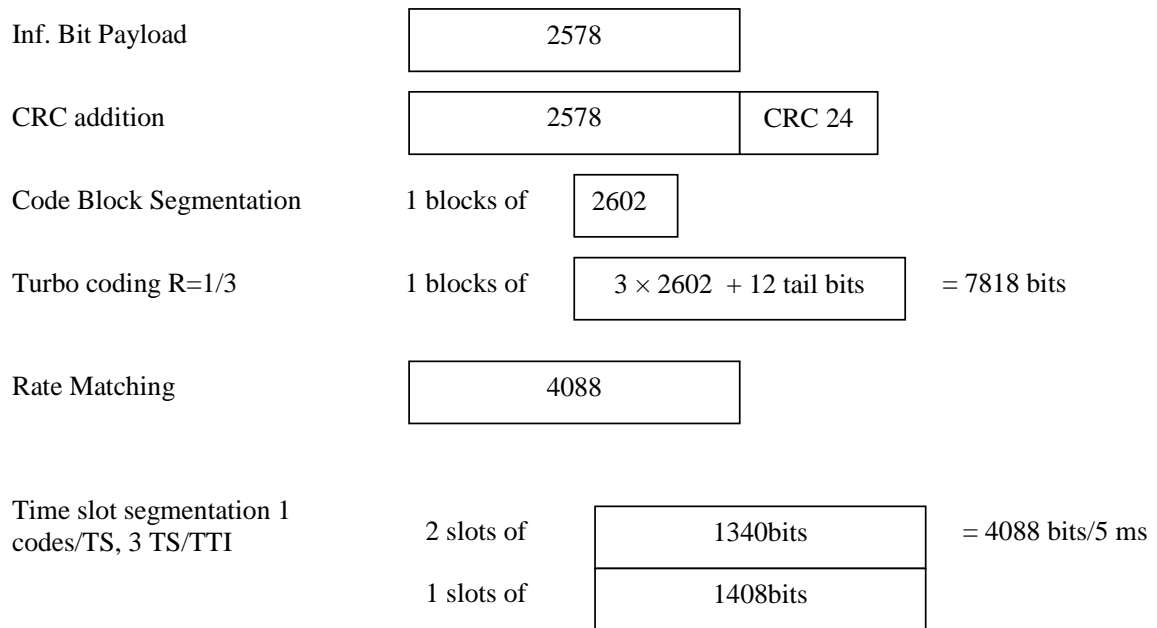 Inf. Bit Payload 2578
CRC addition 2578 CRC 24
Code Block Segmentation 1 blocks of 2602
Turbo coding R=1/3 1 blocks of 3 × 2602 + 12 tail bits = 7818 bits
Rate Matching 4088
Time slot segmentation 1
codes/TS, 3 TS/TTI 2 slots of 1340bits = 4088 bits/5 ms
1 slots of 1408bits